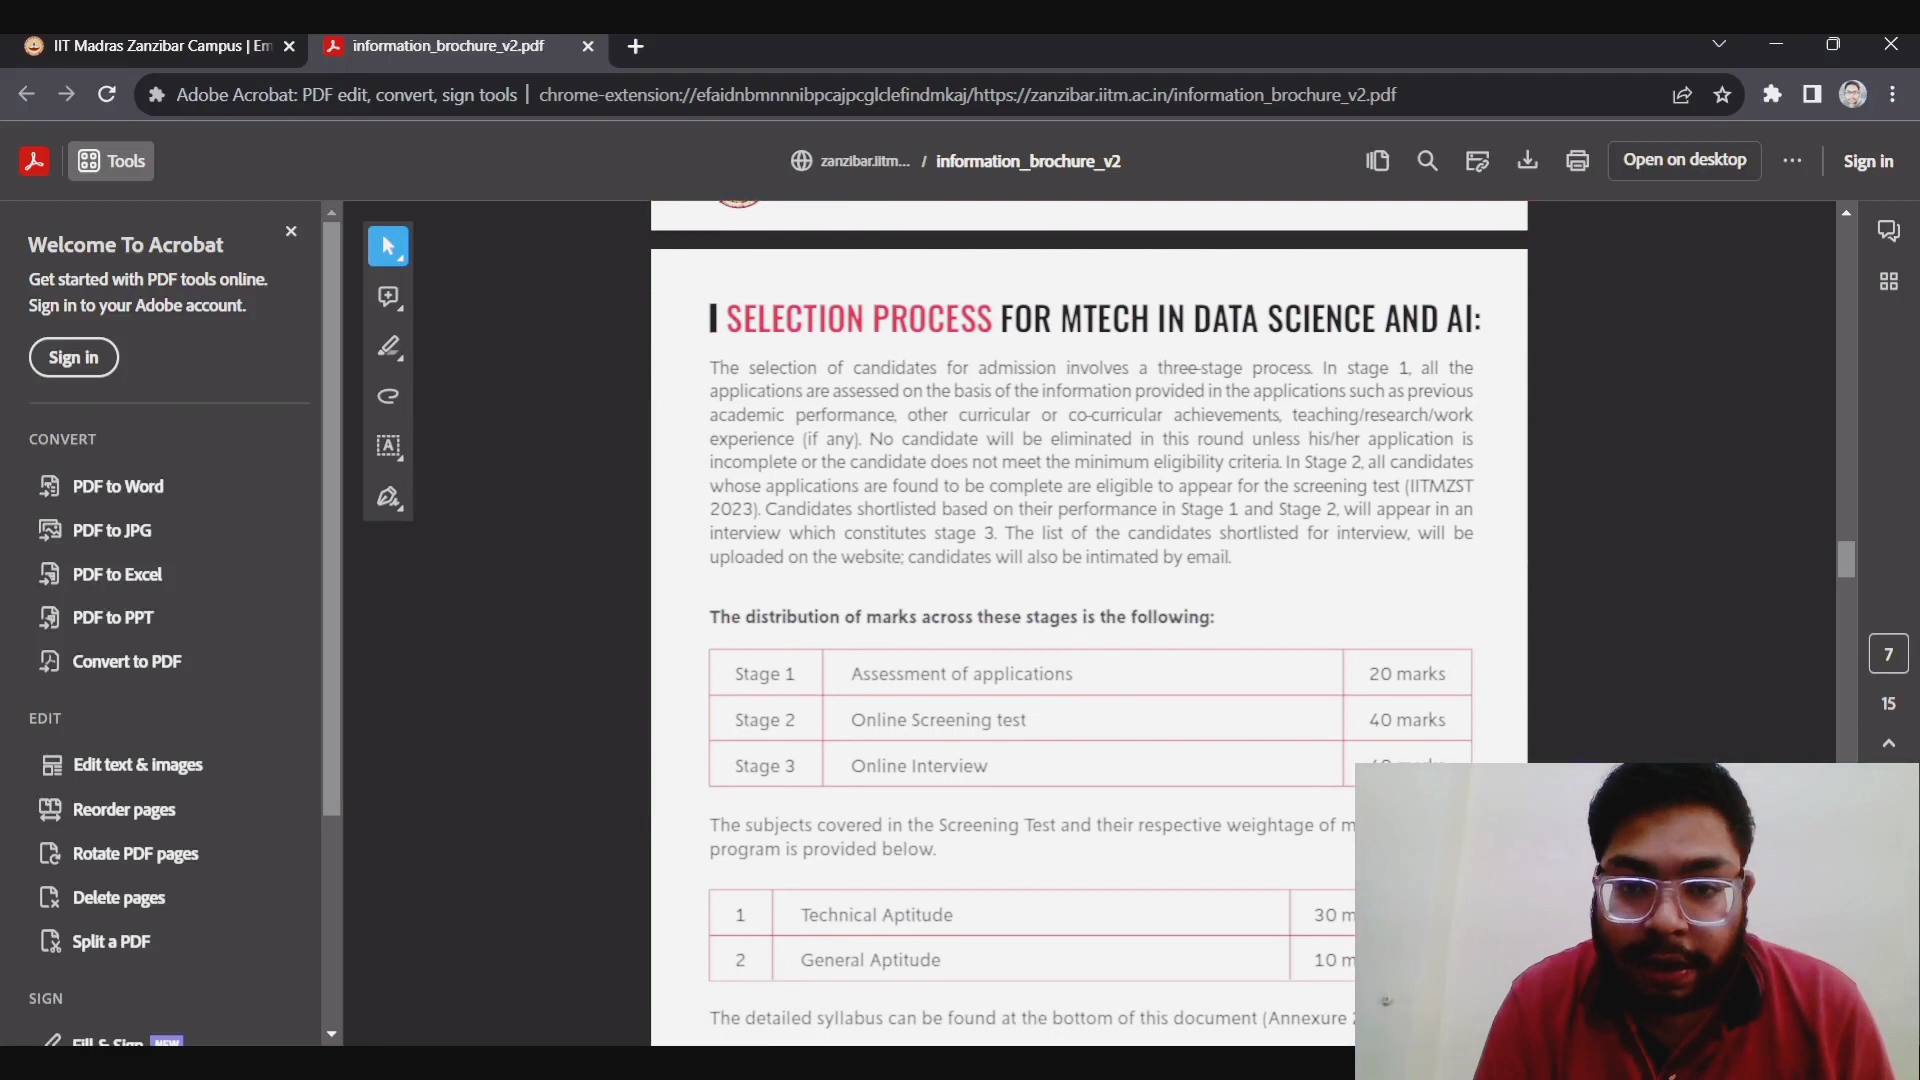 IIT Madras Zanzibar Campus | Em
information_brochure_v2.pdf
Adobe Acrobat: PDF edit, convert, sign tools | chrome-extension://efaidnbmnnnibpcajpcglclefindmkaj/https://zanzibar.iitm.ac.in/information_brochure_v2.pdf
Tools
zanzibar.iitm... / information_brochure_v2
Open on desktop
Sign in
Welcome To Acrobat
Get started with PDF tools online.
Sign in to your Adobe account.
Sign in
CONVERT
PDF to Word
PDF to JPG
PDF to Excel
PDF to PPT
Convert to PDF
EDIT
Edit text & images
Reorder pages
Rotate PDF pages
Delete pages
Split a PDF
SIGN
Fill & Sign NEW
SELECTION PROCESS FOR MTECH IN DATA SCIENCE AND AI:
The selection of candidates for admission involves a three-stage process. In stage 1, all the
applications are assessed on the basis of the information provided in the applications such as previous
academic performance, other curricular or co-curricular achievements, teaching/research/work
experience (if any). No candidate will be eliminated in this round unless his/her application is
incomplete or the candidate does not meet the minimum eligibility criteria. In Stage 2, all candidates
whose applications are found to be complete are eligible to appear for the screening test (IITMZST
2023). Candidates shortlisted based on their performance in Stage 1 and Stage 2, will appear in an
interview which constitutes stage 3. The list of the candidates shortlisted for interview, will be
uploaded on the website; candidates will also be intimated by email.
The distribution of marks across these stages is the following:
Stage 1 Assessment of applications 20 marks
Stage 2 Online Screening test 40 marks
Stage 3 Online Interview
The subjects covered in the Screening Test and their respective weightage of m
program is provided below.
1 Technical Aptitude 30 m
2 General Aptitude 10 m
The detailed syllabus can be found at the bottom of this document (Annexure
7
15